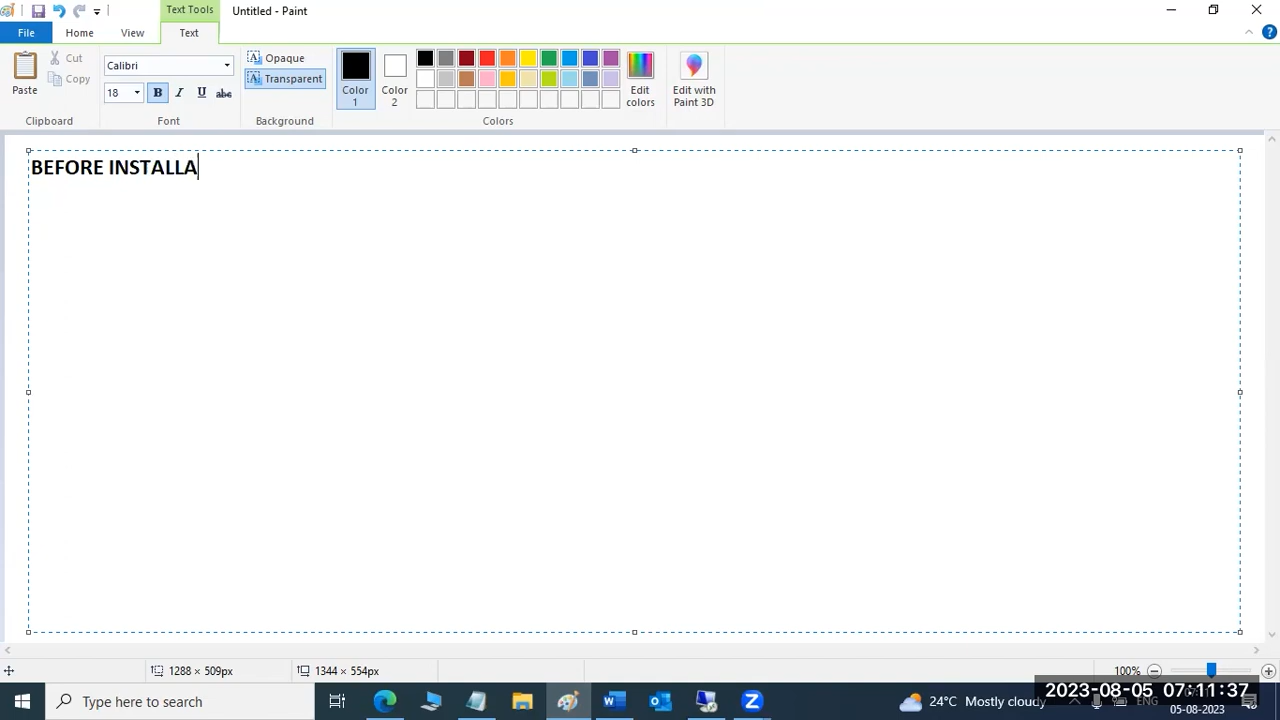 Text Tools
Untitled - Paint
File
Home
View
Text
Paste
Cut
Copy
Clipboard
Calibri
18
B
I
U
abc
Font
Opaque
Transparent
Background
Color
1
Color
2
Edit
colors
Edit with
Paint 3D
Colors
BEFORE INSTALLA
1288 × 509px
1344 × 554px
100%
Type here to search
24°C Mostly cloudy
ENG
2023-08-05 07:11:37
05-08-2023